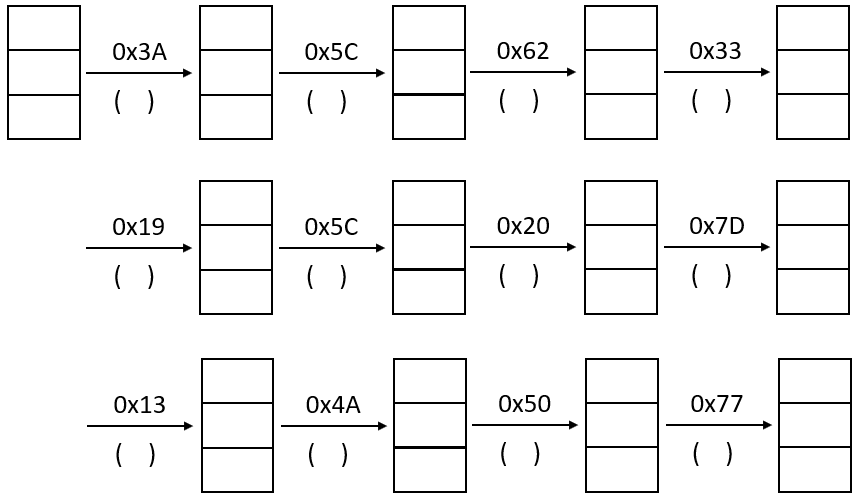 0x3A 0x5C 0x62 0x33
( ) ( ) ( ) ( )
0x19 0x5C 0x20 0x7D
( ) ( ) ( ) ( )
0x13 0x4A 0x50 0x77
( ) ( ) ( ) ( )